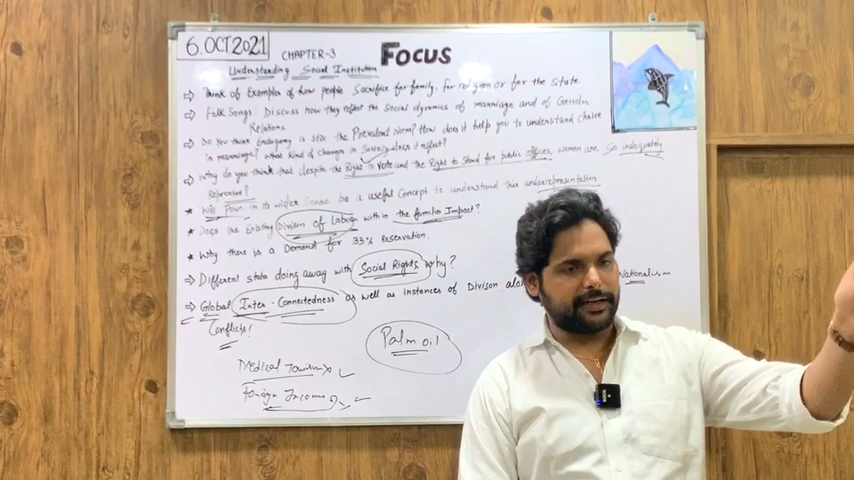 6. OCT 2021
CHAPTER-3
FOCUS
Understanding Social Institution
⇒ Think of Examples of how people Sacrifice for family, for religion or for the state
⇒ Folk Songs: Discuss how they reflect the social dynamics of marriage and of Gender
Relations.
⇒ Do you think Endogamy is still the Prevalent Norm? How does it help you to understand choice
in marriage? What kind of changes in Society does it reflect?
⇒ Why do you think that despite the Right to vote and the Right to Stand for public offices, women are so inadequately
Represented?
* Will Power in its wider Sense be a useful Concept to understand this underrepresentation
* Does the Existing Division of Labour within the families Impact?
* Why there is a Demand for 33% Reservation.
⇒ Different state doing away with Social Rights why?
⇒ Global Inter-Connectedness as well as instances of Divison Nationalism
Conflicts!
Palm oil
Medical Tourism
Foreign Income